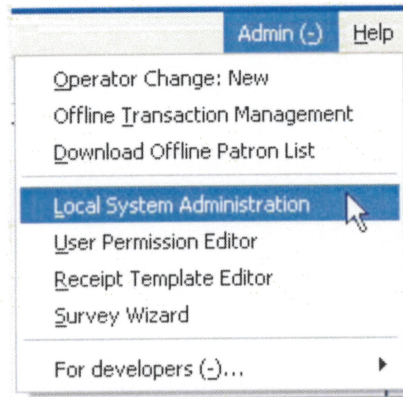 Admin (-) Help
Operator Change: New
Offline Transaction Management
Download Offline Patron List
Local System Administration
User Permission Editor
Receipt Template Editor
Survey Wizard
For developers (-)...